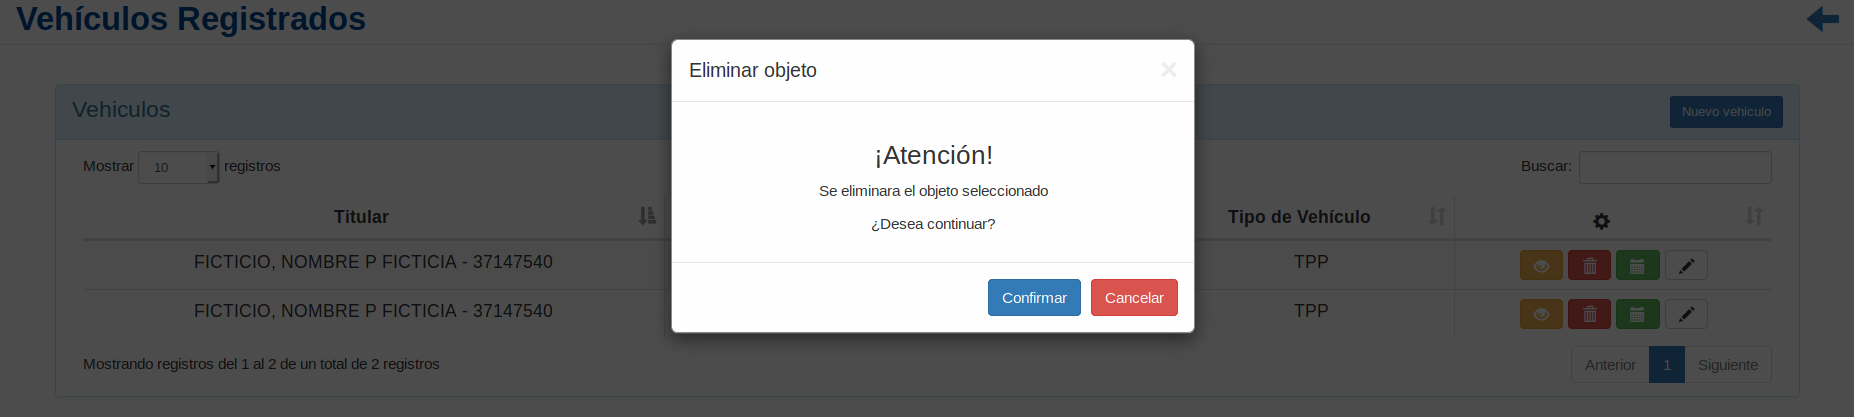 Vehículos Registrados
Eliminar objeto
×
Vehiculos
Nuevo vehiculo
¡Atención!
Mostrar 10 registros
Buscar:
Se eliminara el objeto seleccionado
¿Desea continuar?
Titular
Tipo de Vehículo
FICTICIO, NOMBRE P FICTICIA - 37147540
TPP
Confirmar
Cancelar
FICTICIO, NOMBRE P FICTICIA - 37147540
TPP
Mostrando registros del 1 al 2 de un total de 2 registros
Anterior 1 Siguiente